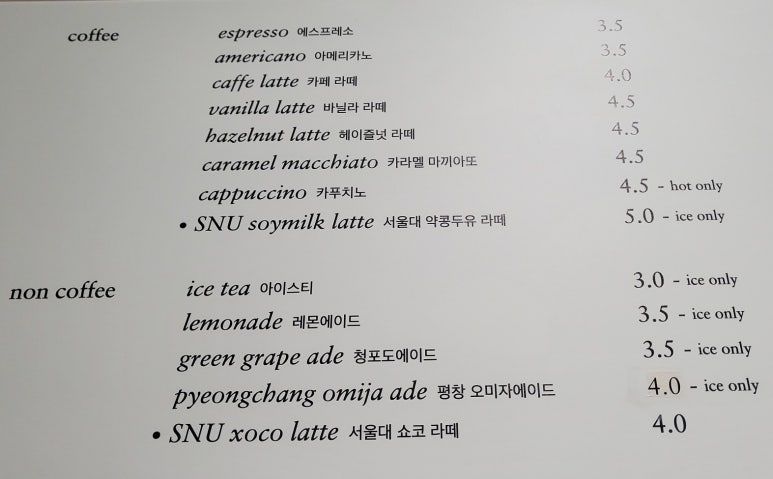 coffee espresso 에스프레소 3.5
americano 아메리카노 3.5
caffe latte 카페 라떼 4.0
vanilla latte 바닐라 라떼 4.5
hazelnut latte 헤이즐넛 라떼 4.5
caramel macchiato 카라멜 마끼아또 4.5
cappuccino 카푸치노 4.5 - hot only
• SNU soymilk latte 서울대 약콩두유 라떼 5.0 - ice only
non coffee ice tea 아이스티 3.0 - ice only
lemonade 레몬에이드 3.5 - ice only
green grape ade 청포도에이드 3.5 - ice only
pyeongchang omija ade 평창 오미자에이드 4.0 - ice only
• SNU xoco latte 서울대 쇼코 라떼 4.0